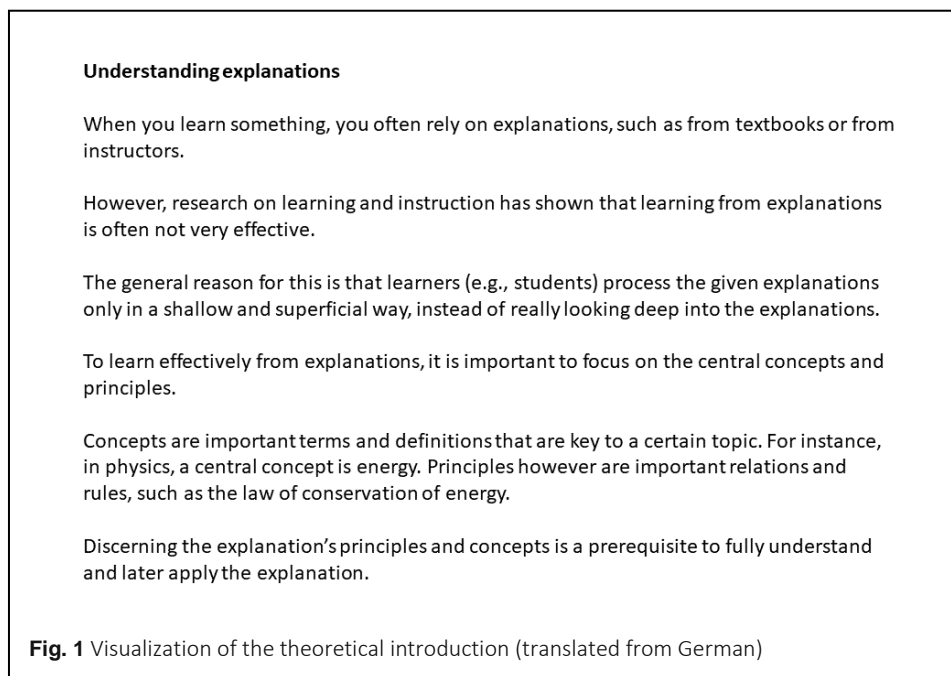 Understanding explanations
When you learn something, you often rely on explanations, such as from textbooks or from
instructors.
However, research on learning and instruction has shown that learning from explanations
is often not very effective.
The general reason for this is that learners (e.g., students) process the given explanations
only in a shallow and superficial way, instead of really looking deep into the explanations.
To learn effectively from explanations, it is important to focus on the central concepts and
principles.
Concepts are important terms and definitions that are key to a certain topic. For instance,
in physics, a central concept is energy. Principles however are important relations and
rules, such as the law of conservation of energy.
Discerning the explanation’s principles and concepts is a prerequisite to fully understand
and later apply the explanation.
Fig. 1 Visualization of the theoretical introduction (translated from German)